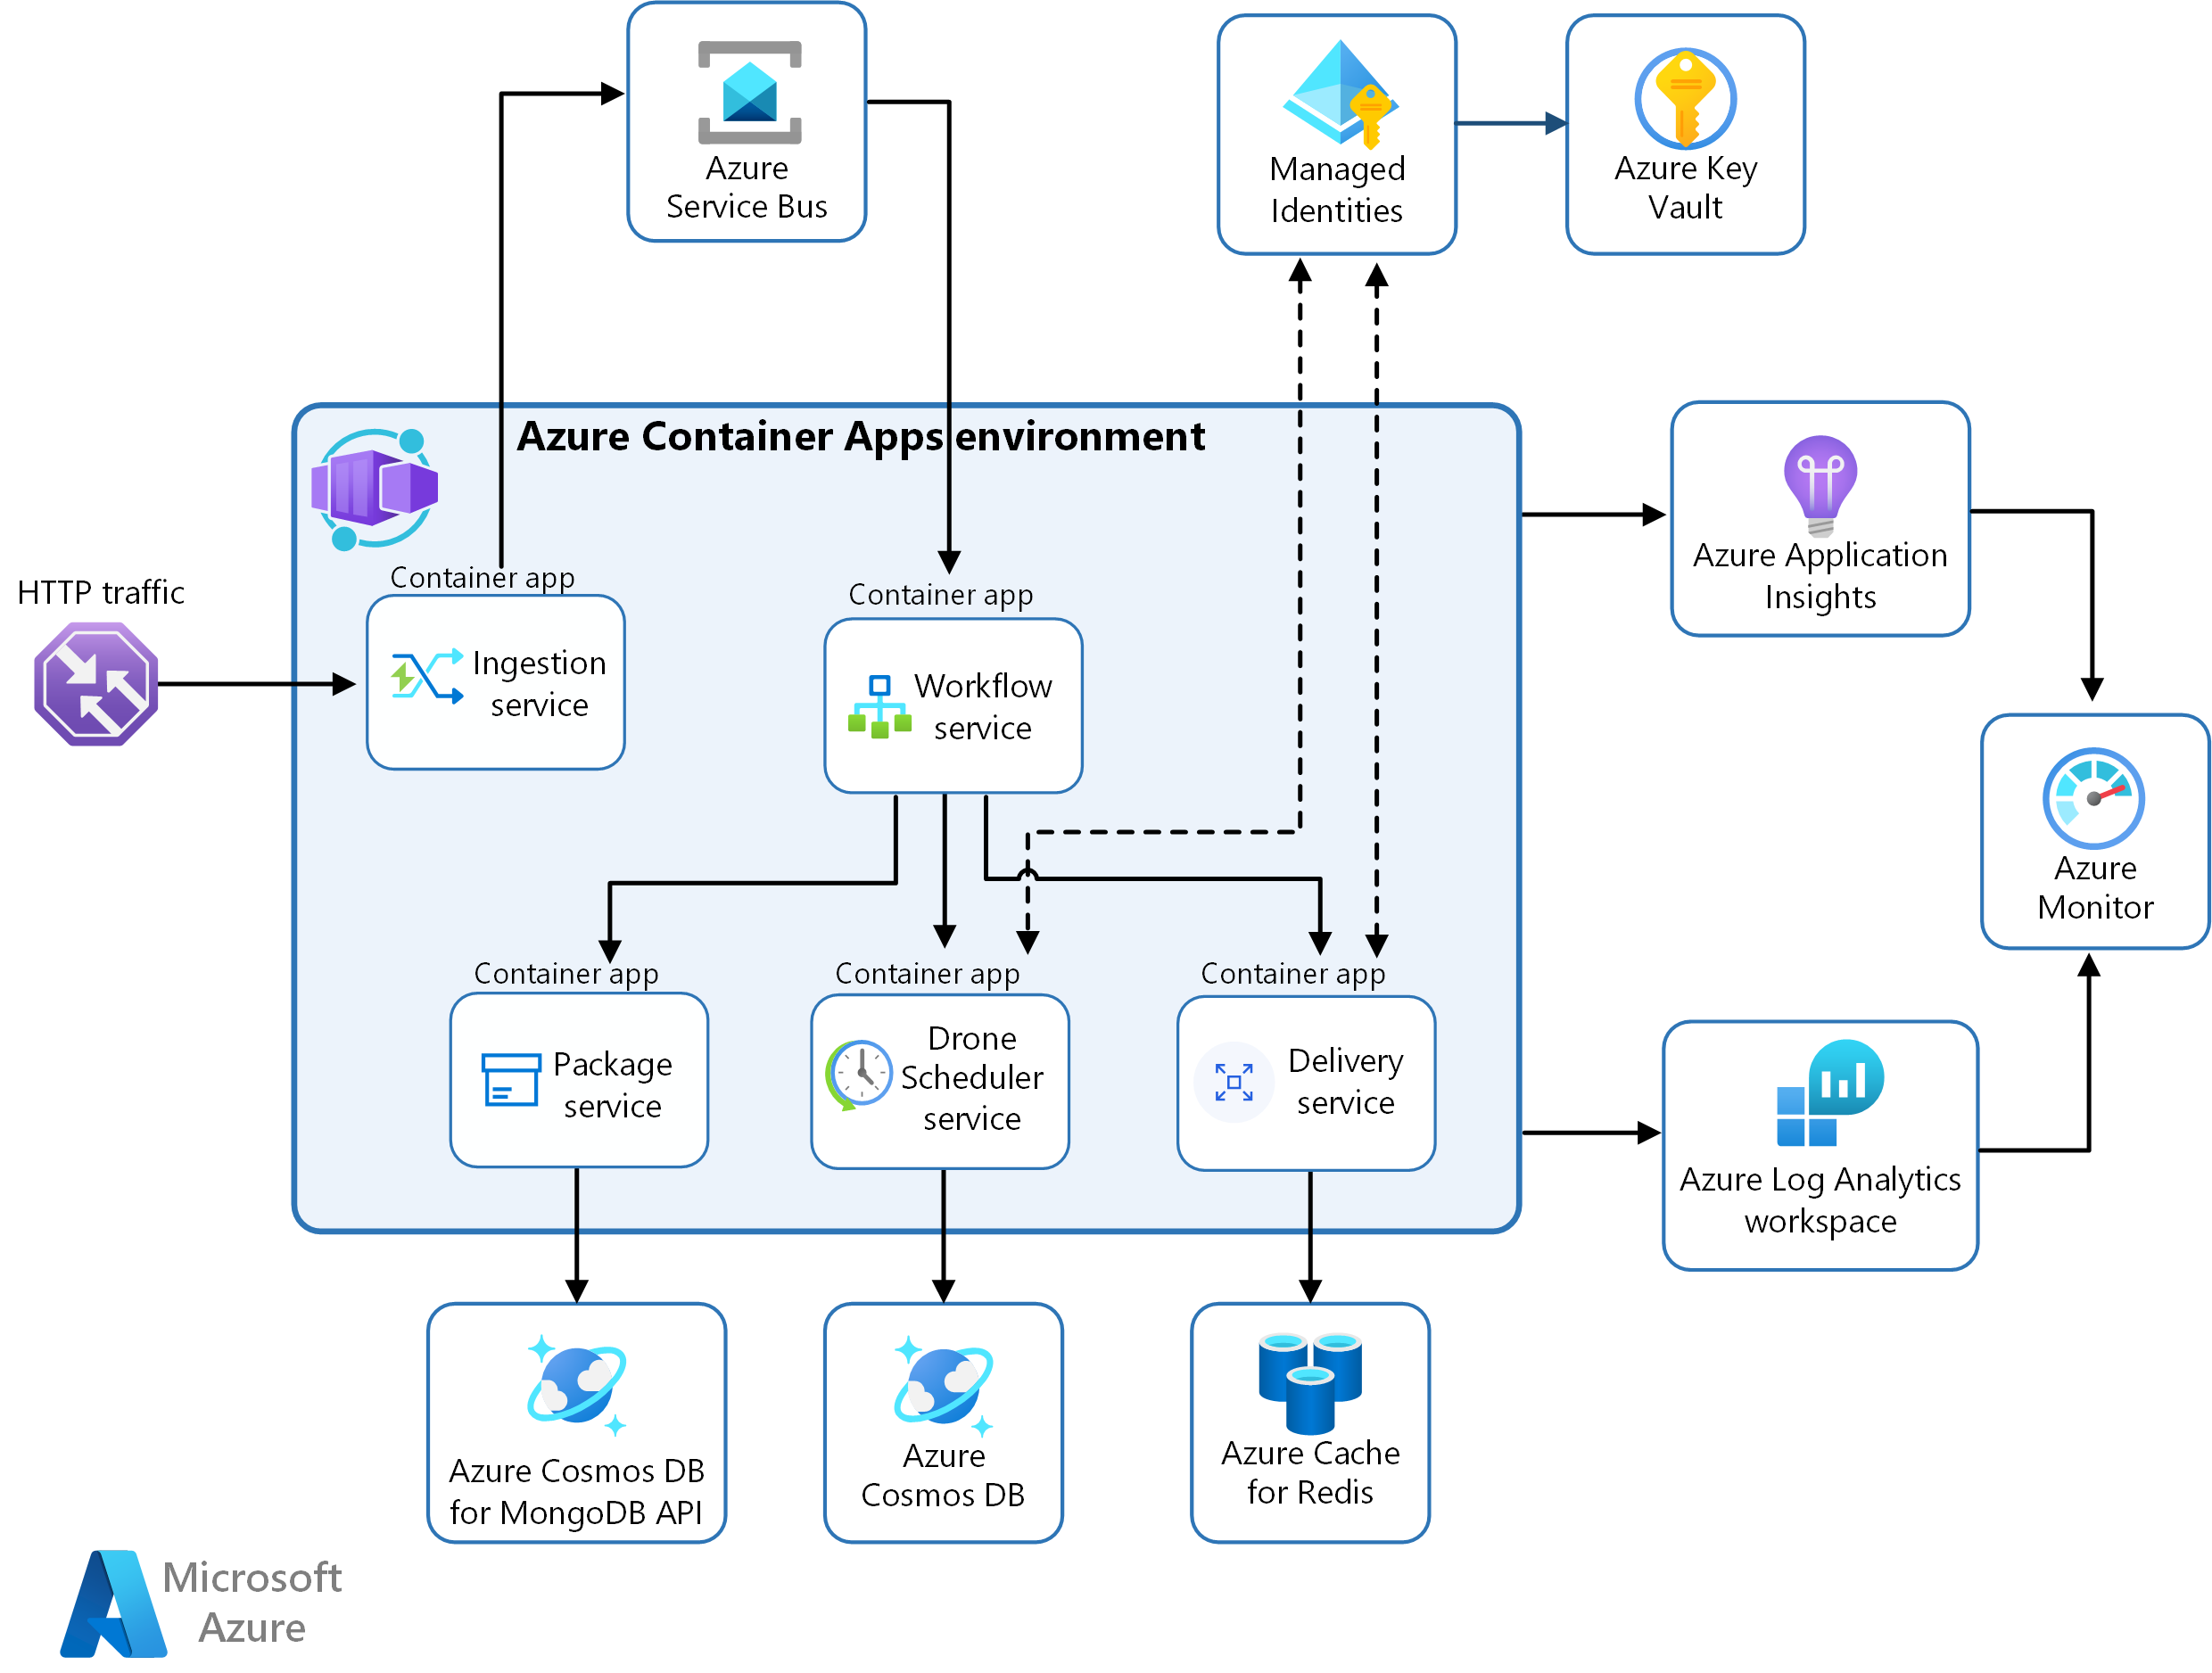 Azure
Service Bus
Managed
Identities
Azure Key
Vault
Azure Container Apps environment
HTTP traffic
Container app
Ingestion
service
Container app
Workflow
service
Azure Application
Insights
Azure
Monitor
Container app
Package
service
Container app
Drone
Scheduler
service
Container app
Delivery
service
Azure Log Analytics
workspace
Azure Cosmos DB
for MongoDB API
Azure
Cosmos DB
Azure Cache
for Redis
Microsoft
Azure